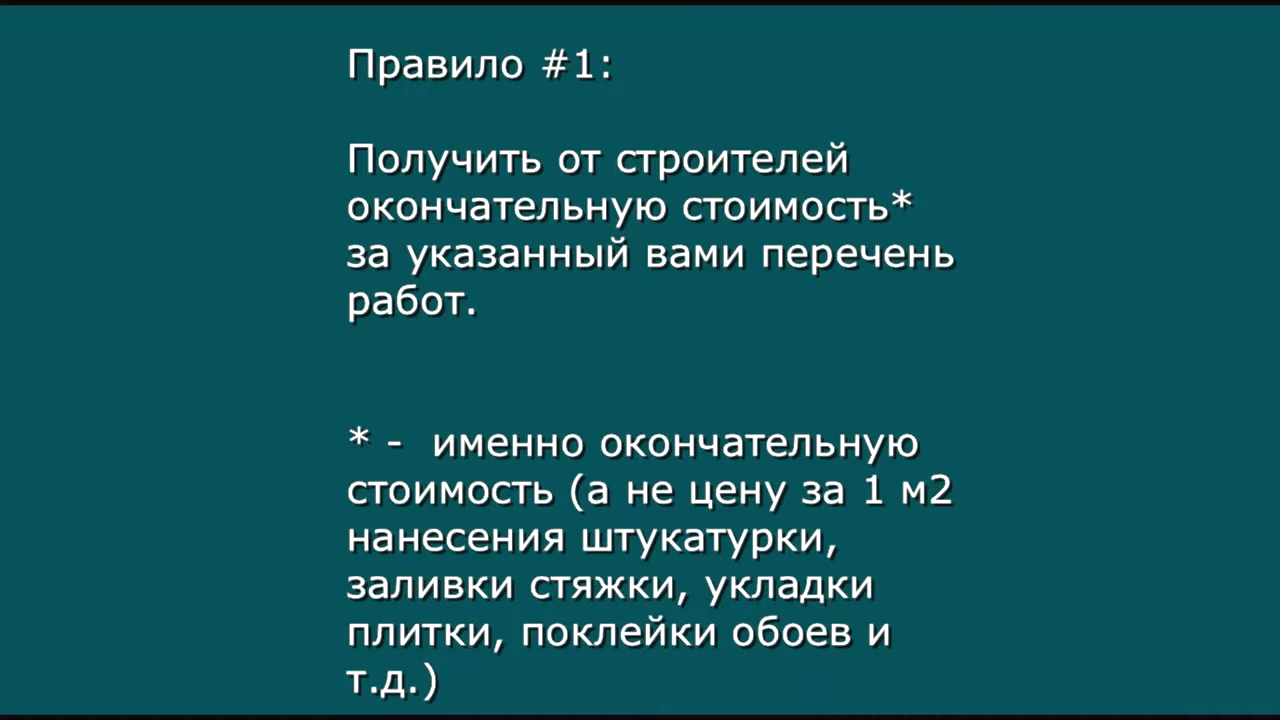 Правило #1:
Получить от строителей
окончательную стоимость*
за указанный вами перечень
работ.
* -  именно окончательную
стоимость (а не цену за 1 м2
нанесения штукатурки,
заливки стяжки, укладки
плитки, поклейки обоев и
т.д.)